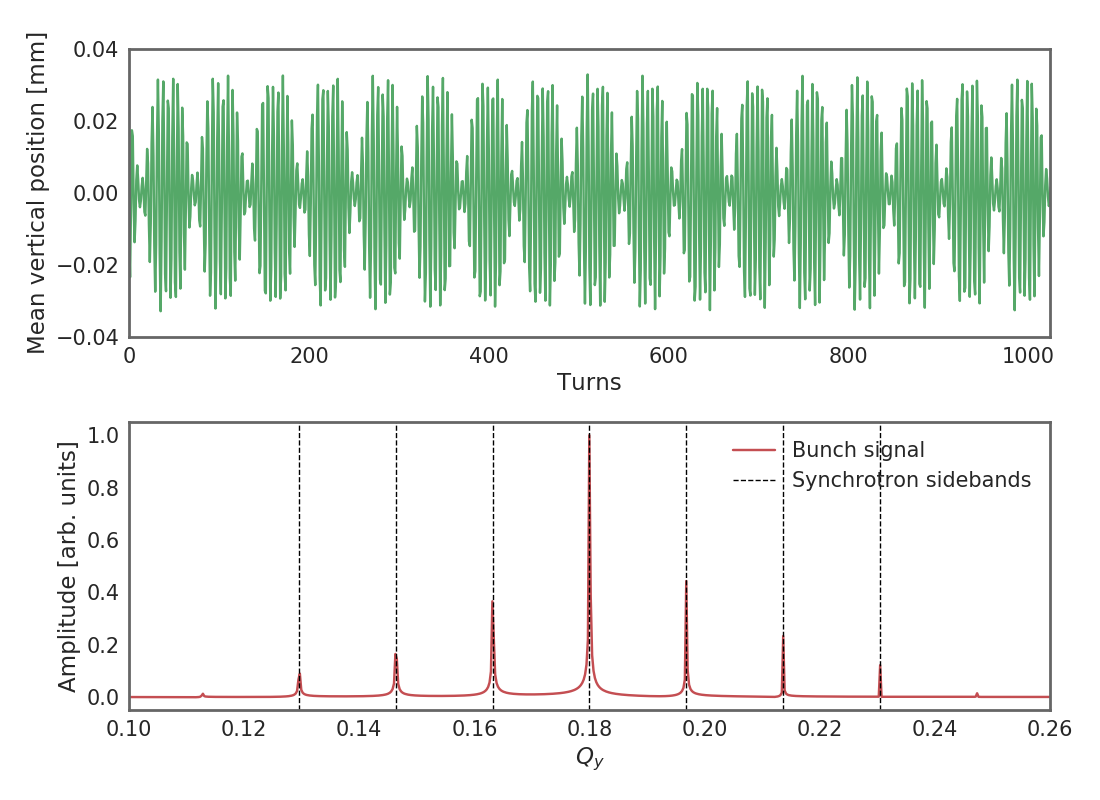 Mean vertical position [mm]
0.04
0.02
0.00
−0.02
−0.04
0 200 400 600 800 1000
Turns
Amplitude [arb. units]
1.0
0.8
0.6
0.4
0.2
0.0
Bunch signal
Synchrotron sidebands
0.10 0.12 0.14 0.16 0.18 0.20 0.22 0.24 0.26
Qy